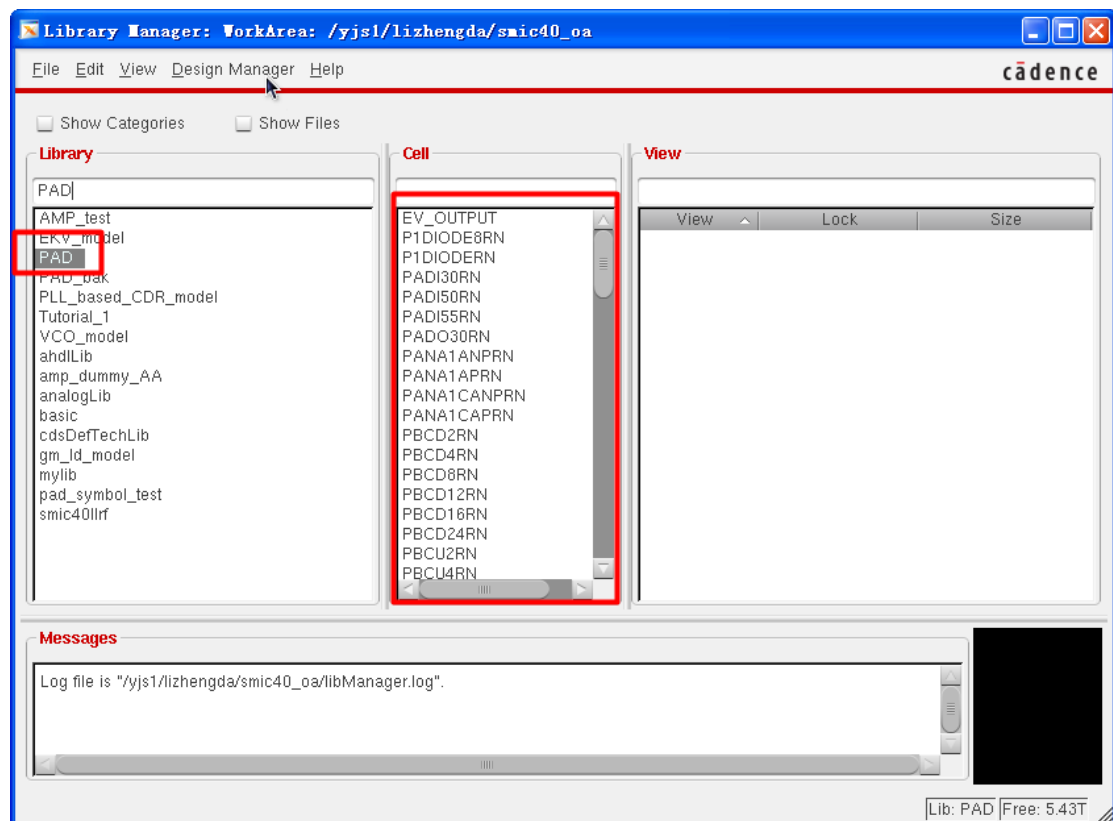 Library Manager: WorkArea: /yjs1/lizhengda/smic40_oa
File Edit View Design Manager Help
cādence
Show Categories Show Files
Library
PAD
AMP_test
EKV_model
PAD
PAD_bak
PLL_based_CDR_model
Tutorial_1
VCO_model
ahdlLib
amp_dummy_AA
analogLib
basic
cdsDefTechLib
gm_Id_model
mylib
pad_symbol_test
smic40llrf
Cell
EV_OUTPUT
P1DIODE8RN
P1DIODERN
PADI30RN
PADI50RN
PADI55RN
PADO30RN
PANA1ANPRN
PANA1APRN
PANA1CANPRN
PANA1CAPRN
PBCD2RN
PBCD4RN
PBCD8RN
PBCD12RN
PBCD16RN
PBCD24RN
PBCU2RN
PBCU4RN
View
View Lock Size
Messages
Log file is "/yjs1/lizhengda/smic40_oa/libManager.log".
Lib: PAD Free: 5.43T